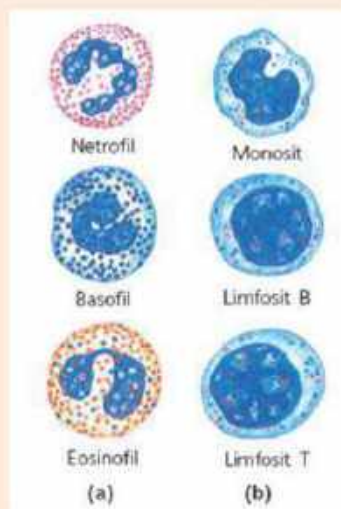 Netrofil
Monosit
Basofil
Limfosit B
Eosinofil
Limfosit T
(a)
(b)